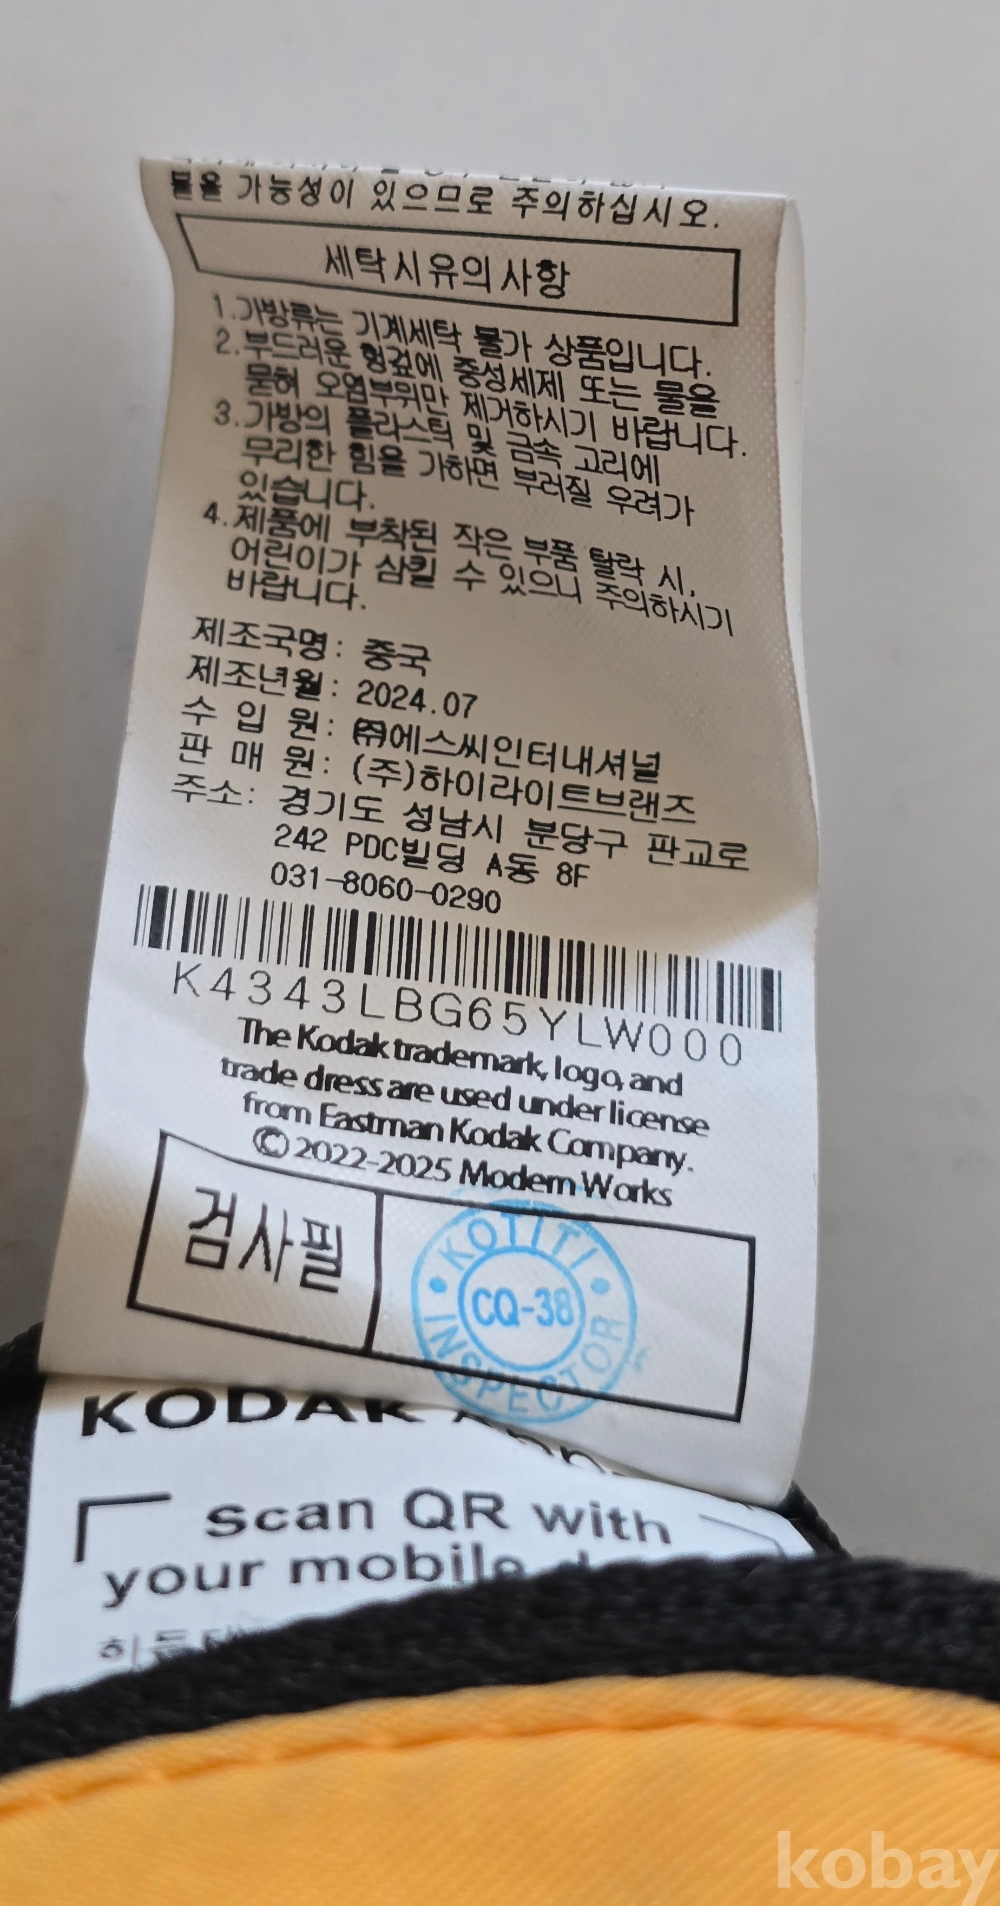 물을 가능성이 있으므로 주의하십시오.
세탁시유의사항
1.가방류는 기계세탁 불가 상품입니다.
2.부드러운 헝겊에 중성세제 또는 물을
묻혀 오염부위만 제거하시기 바랍니다.
3.가방의 플라스틱 및 금속 고리에
무리한 힘을 가하면 부러질 우려가
있습니다.
4.제품에 부착된 작은 부품 탈락 시,
어린이가 삼킬 수 있으니 주의하시기
바랍니다.
제조국명: 중국
제조년월: 2024.07
수 입 원: ㈜에스씨인터내셔널
판 매 원: (주)하이라이트브랜즈
주소: 경기도 성남시 분당구 판교로
242 PDC빌딩 A동 8F
031-8060-0290
K4343LBG65YLW000
The Kodak trademark, logo, and
trade dress are used under license
from Eastman Kodak Company.
©2022-2025 Modern Works
검사필
KOTITI
CQ-38
INSPECTOR
KODAK
Scan QR with
your mobile
kobay